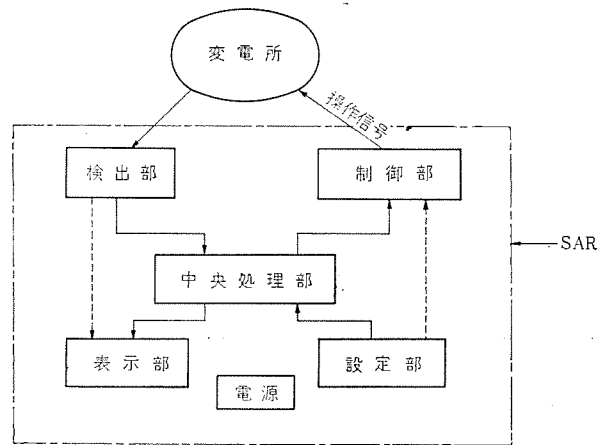 変電所
操作信号
検出部
制御部
SAR
中央処理部
表示部
設定部
電源